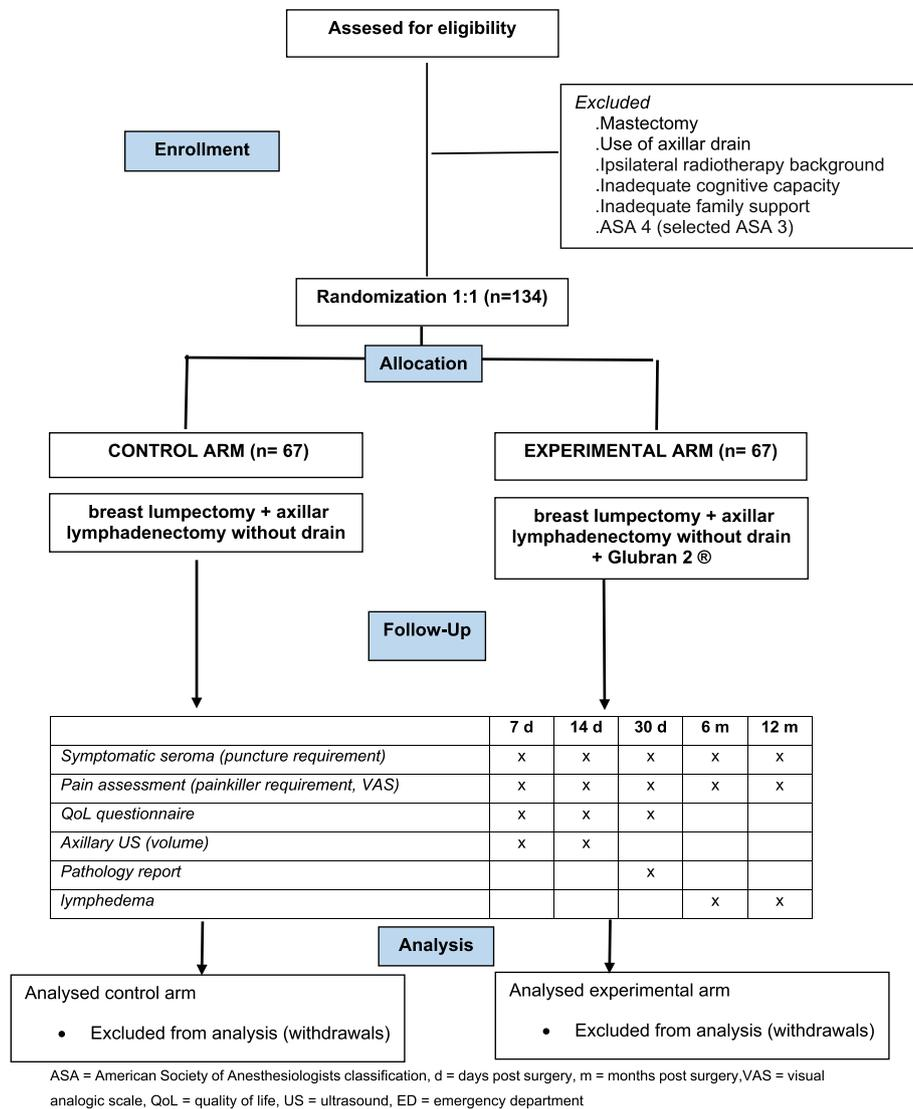 Assesed for eligibility
Excluded
.Mastectomy
.Use of axillar drain
.Ipsilateral radiotherapy background
.Inadequate cognitive capacity
.Inadequate family support
.ASA 4 (selected ASA 3)
Enrollment
Randomization 1:1 (n=134)
Allocation
CONTROL ARM (n= 67)
EXPERIMENTAL ARM (n= 67)
breast lumpectomy + axillar
lymphadenectomy without drain
breast lumpectomy + axillar
lymphadenectomy without drain
+ Glubran 2 ®
Follow-Up
7 d 14 d 30 d 6 m 12 m
Symptomatic seroma (puncture requirement) x x x x x
Pain assessment (painkiller requirement, VAS) x x x x x
QoL questionnaire x x x
Axillary US (volume) x x
Pathology report x
lymphedema x x
Analysis
Analysed control arm
• Excluded from analysis (withdrawals)
Analysed experimental arm
• Excluded from analysis (withdrawals)
ASA = American Society of Anesthesiologists classification, d = days post surgery, m = months post surgery,VAS = visual
analogic scale, QoL = quality of life, US = ultrasound, ED = emergency department